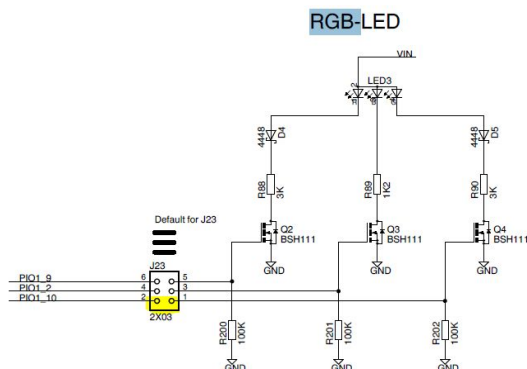 RGB-LED
VIN
LED3
4448
D4
4448
D5
R88
3K
R89
1K2
R90
3K
Default for J23
Q2
BSH111
Q3
BSH111
Q4
BSH111
J23
GND
GND
GND
PIO1_9
6
5
PIO1_2
4
3
PIO1_10
2
1
2X03
R200
100K
R201
100K
R202
100K
GND
GND
GND